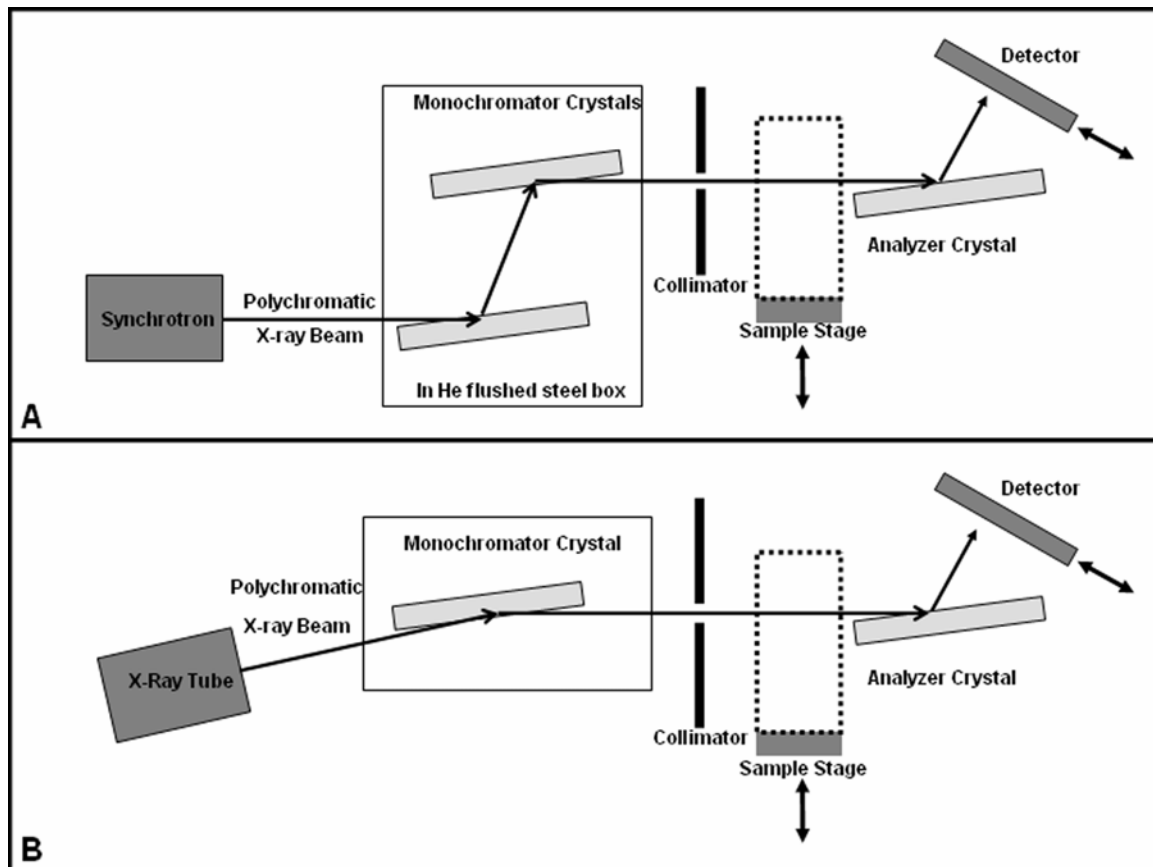 Detector
Monochromator Crystals
Analyzer Crystal
Collimator
Polychromatic
Synchrotron
X-ray Beam
Sample Stage
In He flushed steel box
A
Detector
Monochromator Crystal
Polychromatic
X-ray Beam
X-Ray Tube
Analyzer Crystal
Collimator
Sample Stage
B